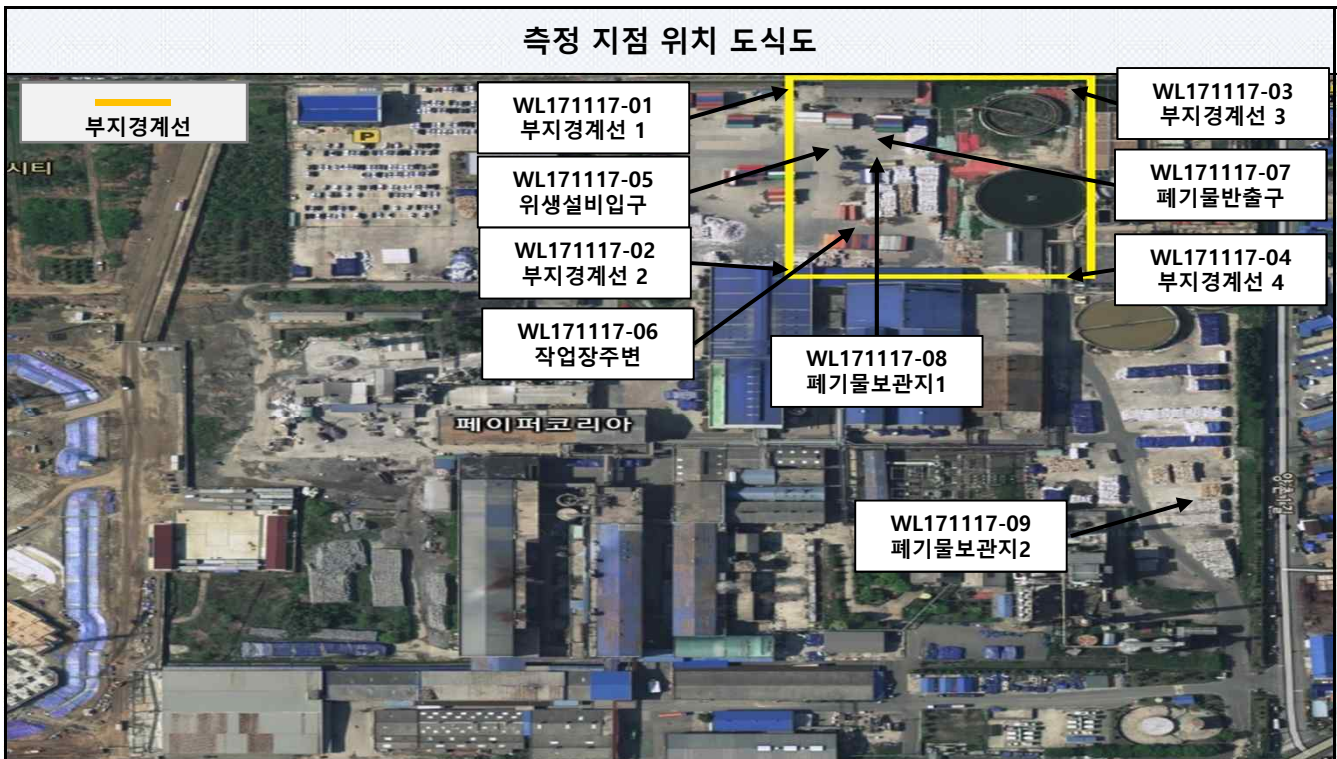 측정 지점 위치 도식도
부지경계선
시티
P
WL171117-01
부지경계선 1
WL171117-03
부지경계선 3
WL171117-05
위생설비입구
WL171117-07
폐기물반출구
WL171117-02
부지경계선 2
WL171117-04
부지경계선 4
WL171117-06
작업장주변
WL171117-08
폐기물보관지1
페이퍼코리아
WL171117-09
폐기물보관지2